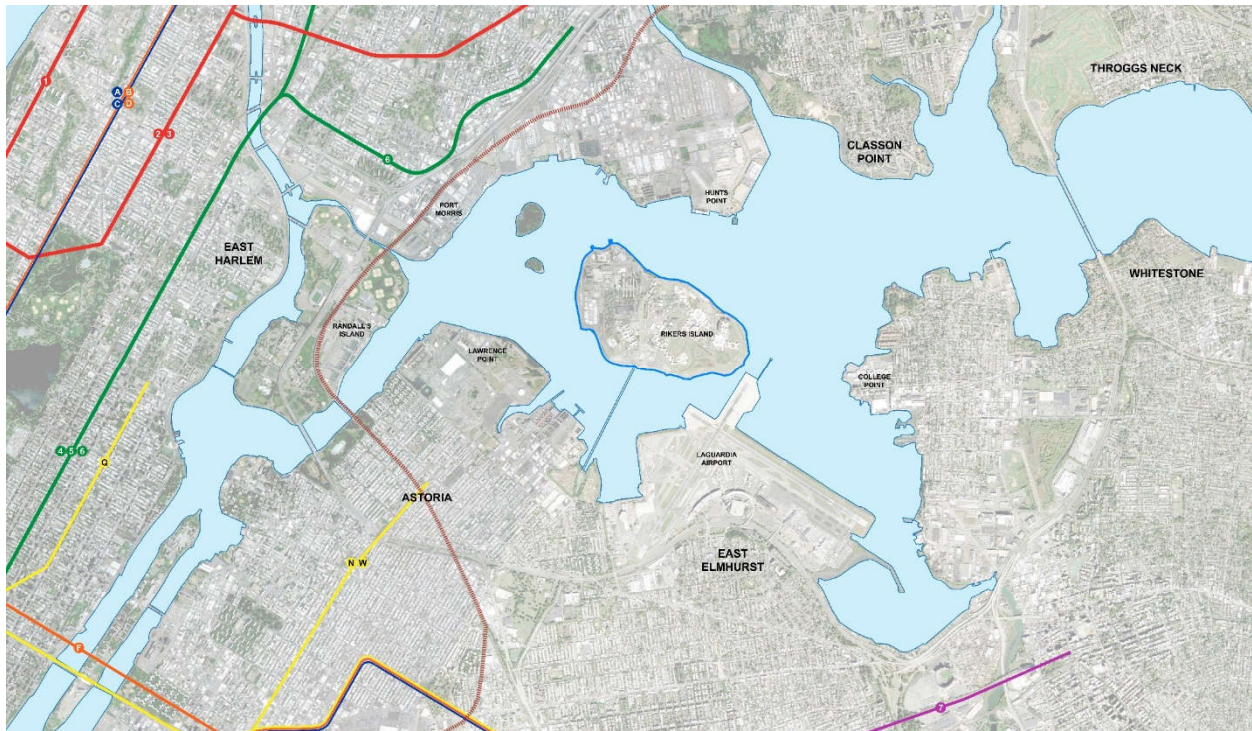 THROGGS NECK
1
A B
C D
2 3
CLASSON
POINT
6
HUNTS
POINT
PORT
MORRIS
EAST
HARLEM
WHITESTONE
RANDALL'S
ISLAND
RIKERS ISLAND
LAWRENCE
POINT
COLLEGE
POINT
4 5 6
Q
LAGUARDIA
AIRPORT
ASTORIA
N W
EAST
ELMHURST
F
7